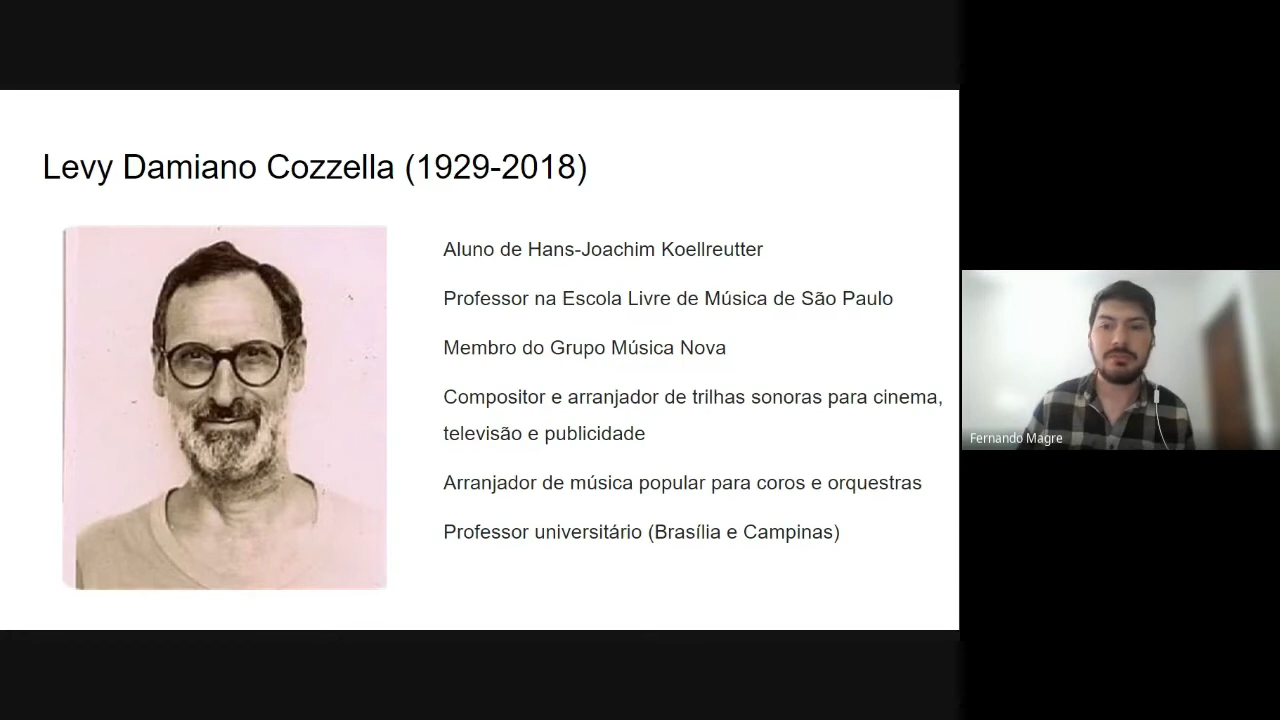 Levy Damiano Cozzella (1929-2018)
Aluno de Hans-Joachim Koellreutter
Professor na Escola Livre de Música de São Paulo
Membro do Grupo Música Nova
Compositor e arranjador de trilhas sonoras para cinema,
televisão e publicidade
Arranjador de música popular para coros e orquestras
Professor universitário (Brasília e Campinas)
Fernando Magre